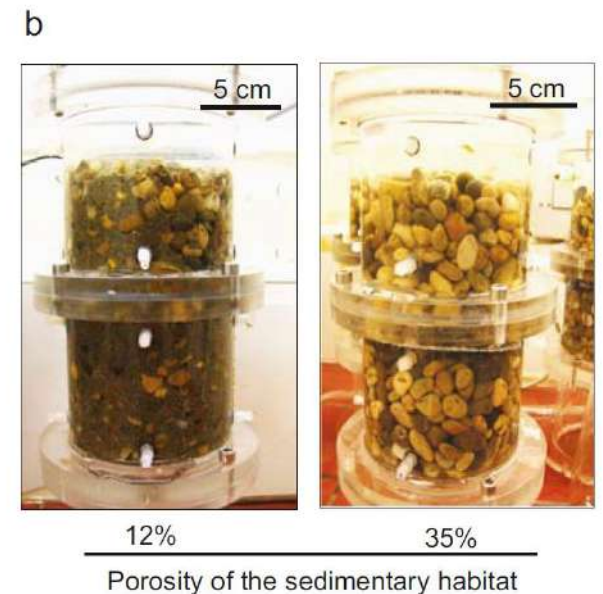 b
5 cm
5 cm
12%
35%
Porosity of the sedimentary habitat